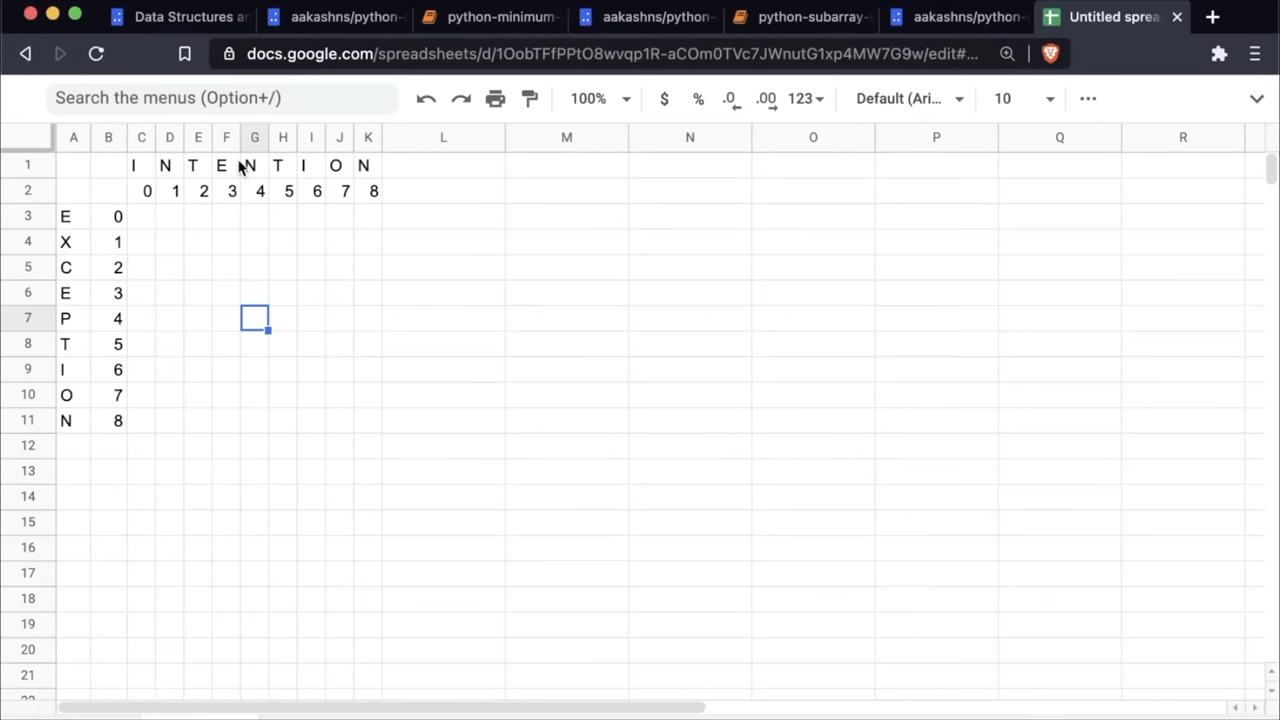 Data Structures ar
aakashns/python-
python-minimum-
aakashns/python-
python-subarray-
aakashns/python-
Untitled sprea
docs.google.com/spreadsheets/d/1OobTFfPPtO8wvqp1R-aCOm0TVc7JWnutG1xp4MW7G9w/edit#...
Search the menus (Option+/) 100% $ % .0 .00 123 Default (Ari... 10
A B C D E F G H I J K L M N O P Q R
1 I N T E N T I O N
2 0 1 2 3 4 5 6 7 8
3 E 0
4 X 1
5 C 2
6 E 3
7 P 4
8 T 5
9 I 6
10 O 7
11 N 8
12
13
14
15
16
17
18
19
20
21